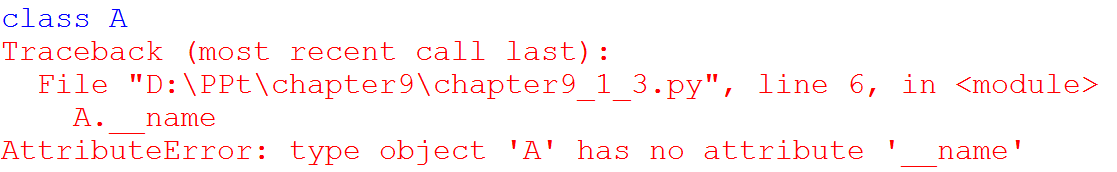 class A
Traceback (most recent call last):
  File "D:\PPt\chapter9\chapter9_1_3.py", line 6, in <module>
    A.__name
AttributeError: type object 'A' has no attribute '__name'